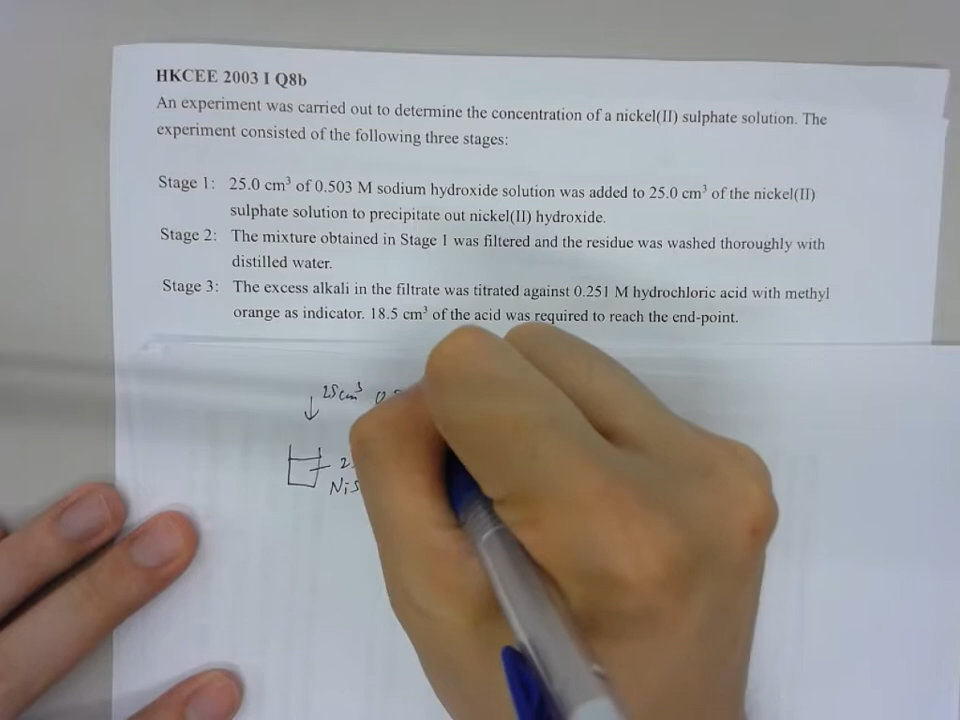 HKCEE 2003 I Q8b
An experiment was carried out to determine the concentration of a nickel(II) sulphate solution. The
experiment consisted of the following three stages:
Stage 1: 25.0 cm³ of 0.503 M sodium hydroxide solution was added to 25.0 cm³ of the nickel(II)
sulphate solution to precipitate out nickel(II) hydroxide.
Stage 2: The mixture obtained in Stage 1 was filtered and the residue was washed thoroughly with
distilled water.
Stage 3: The excess alkali in the filtrate was titrated against 0.251 M hydrochloric acid with methyl
orange as indicator. 18.5 cm³ of the acid was required to reach the end-point.
25cm³
NiS